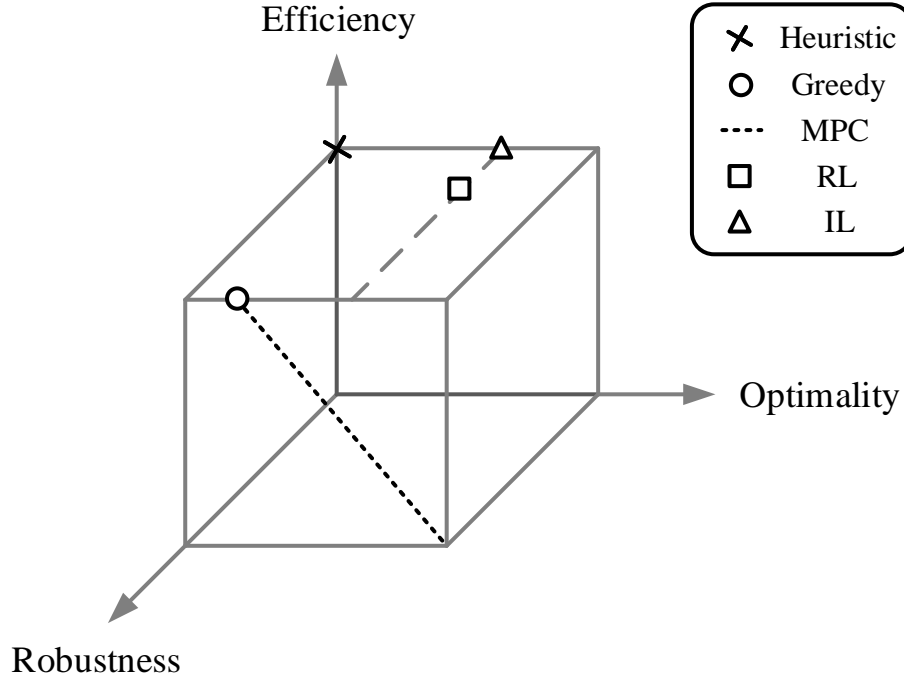 Efficiency
Heuristic
Greedy
MPC
RL
IL
Optimality
Robustness